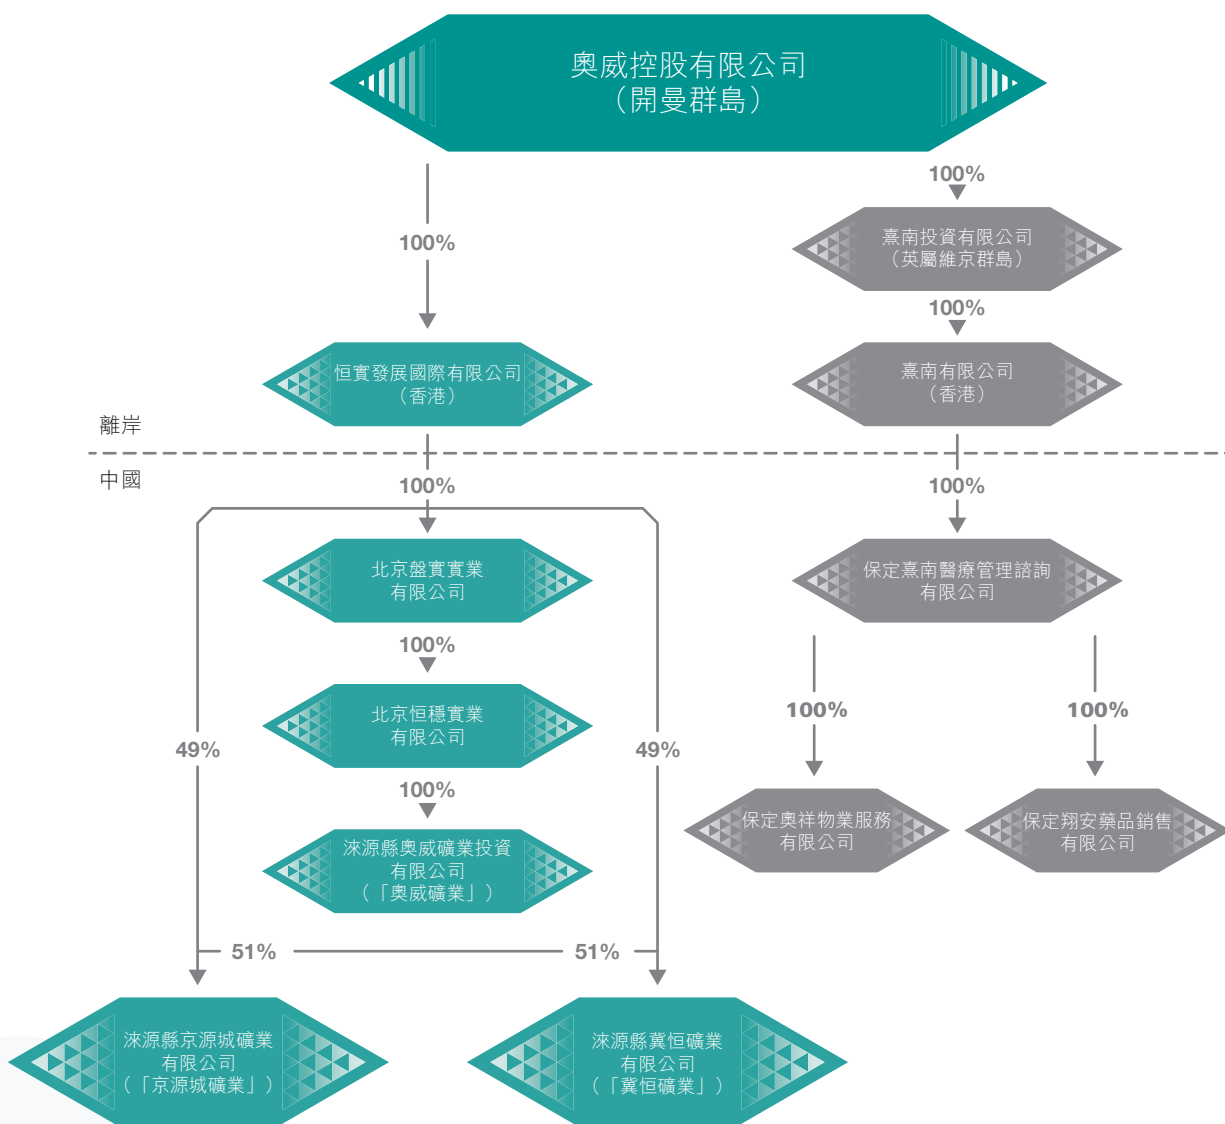 奧威控股有限公司
（開曼群島）
100%
熹南投資有限公司
（英屬維京群島）
100%
100%
恒實發展國際有限公司
（香港）
熹南有限公司
（香港）
離岸
中國
100%
100%
北京盤實實業
有限公司
保定熹南醫療管理諮詢
有限公司
100%
北京恒穩實業
有限公司
100%
100%
49%
49%
100%
保定奧祥物業服務
有限公司
保定翔安藥品銷售
有限公司
淶源縣奧威礦業投資
有限公司
（「奧威礦業」）
51%
51%
淶源縣京源城礦業
有限公司
（「京源城礦業」）
淶源縣冀恒礦業
有限公司
（「冀恒礦業」）